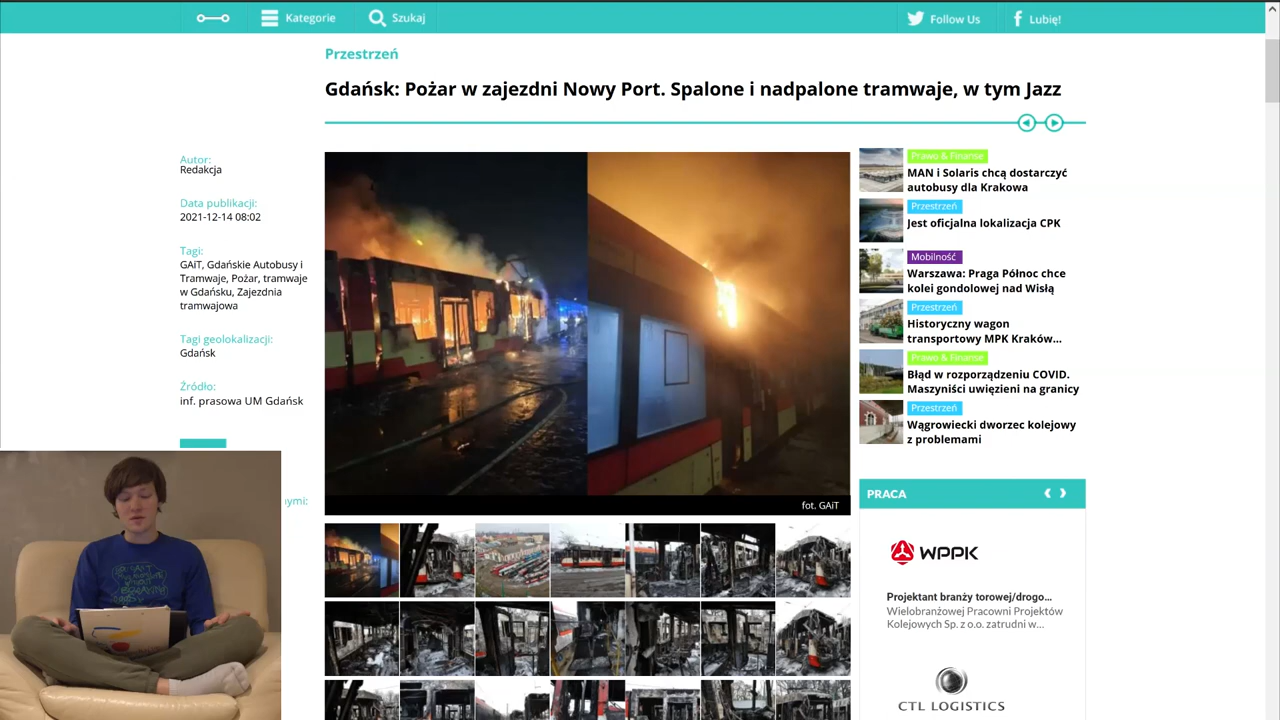 Kategorie
Szukaj
Follow Us
Lubię!
Przestrzeń
Gdańsk: Pożar w zajezdni Nowy Port. Spalone i nadpalone tramwaje, w tym Jazz
Autor:
Redakcja
Data publikacji:
2021-12-14 08:02
Tagi:
GAiT, Gdańskie Autobusy i
Tramwaje, Pożar, tramwaje
w Gdańsku, Zajezdnia
tramwajowa
Tagi geolokalizacji:
Gdańsk
Źródło:
inf. prasowa UM Gdańsk
ymi:
fot. GAiT
Prawo & Finanse
MAN i Solaris chcą dostarczyć
autobusy dla Krakowa
Przestrzeń
Jest oficjalna lokalizacja CPK
Mobilność
Warszawa: Praga Północ chce
kolei gondolowej nad Wisłą
Przestrzeń
Historyczny wagon
transportowy MPK Kraków...
Prawo & Finanse
Błąd w rozporządzeniu COVID.
Maszyniści uwięzieni na granicy
Przestrzeń
Wągrowiecki dworzec kolejowy
z problemami
PRACA
WPPK
Projektant branży torowej/drogo...
Wielobranżowej Pracowni Projektów
Kolejowych Sp. z o.o. zatrudni w...
CTL LOGISTICS